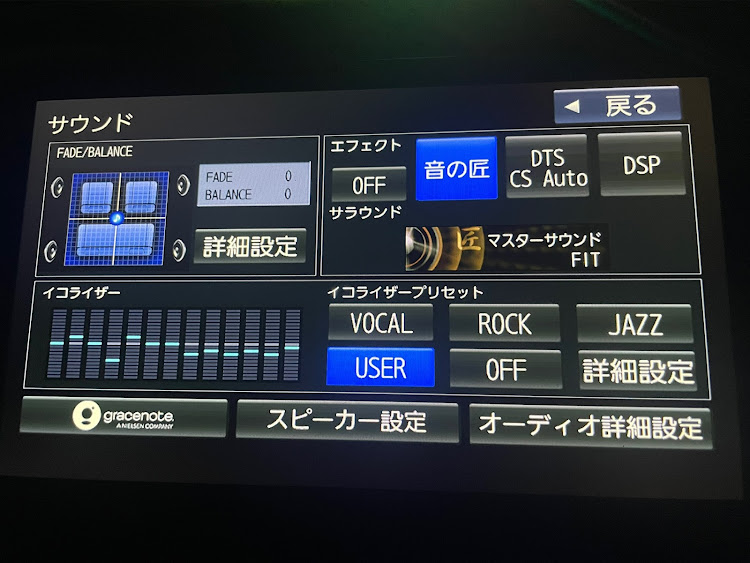 ◀ 戻る
サウンド
FADE/BALANCE
FADE 0
BALANCE 0
詳細設定
エフェクト
OFF
音の匠
DTS
CS Auto
DSP
サラウンド
匠 マスターサウンド
FIT
イコライザー
イコライザープリセット
VOCAL
ROCK
JAZZ
USER
OFF
詳細設定
gracenote.
A NIELSEN COMPANY
スピーカー設定
オーディオ詳細設定